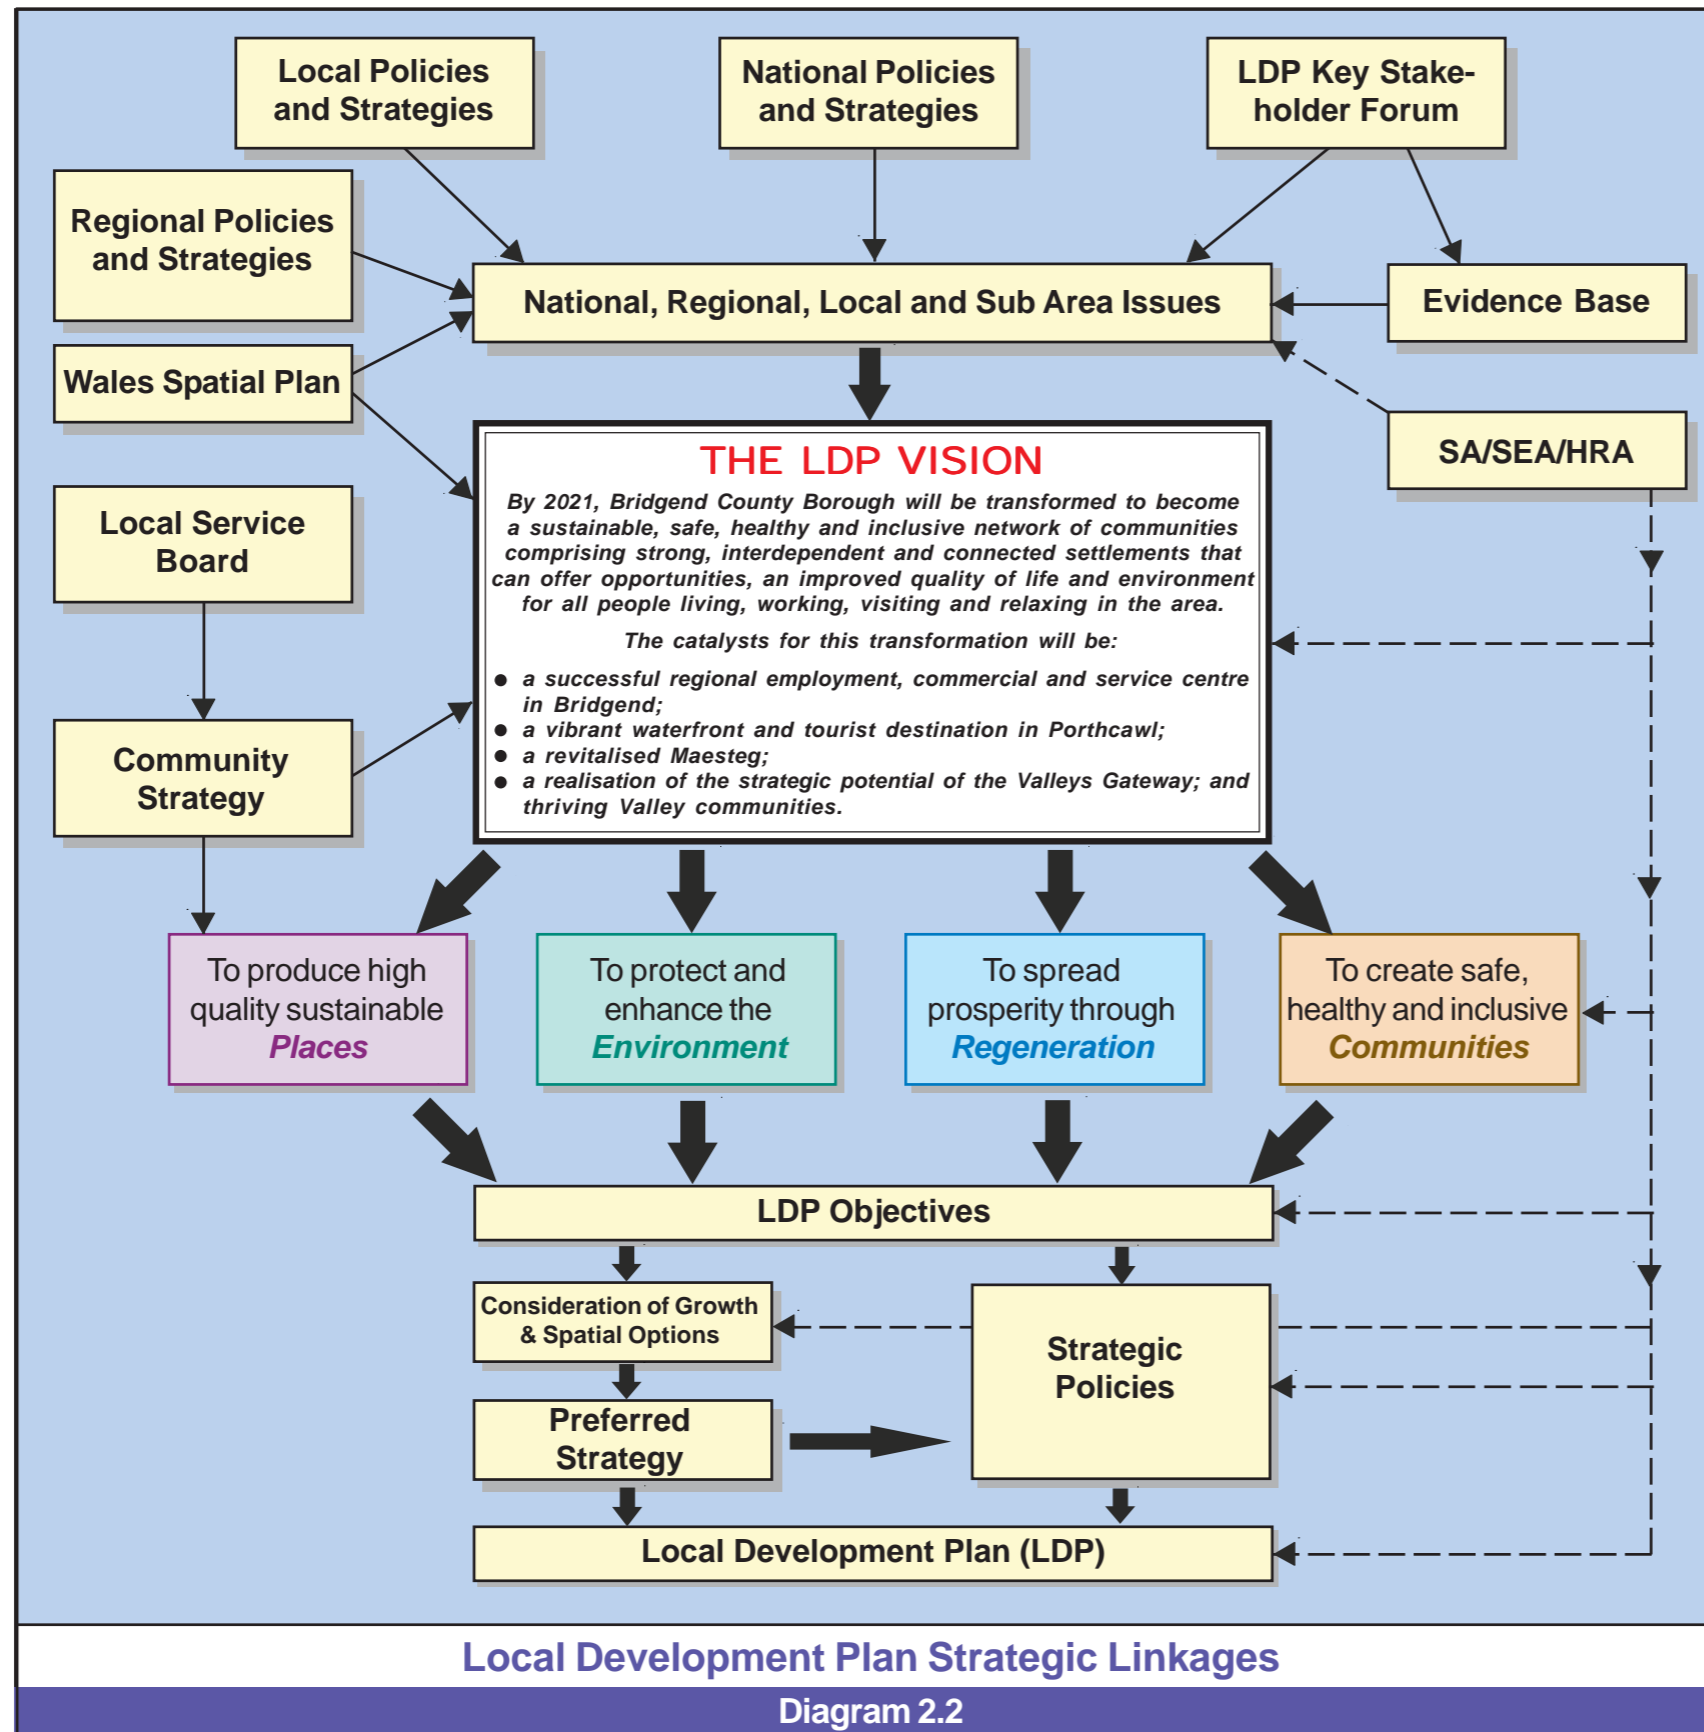 Local Policies
and Strategies
National Policies
and Strategies
LDP Key Stake-
holder Forum
Regional Policies
and Strategies
National, Regional, Local and Sub Area Issues
Evidence Base
Wales Spatial Plan
SA/SEA/HRA
THE LDP VISION
By 2021, Bridgend County Borough will be transformed to become
a sustainable, safe, healthy and inclusive network of communities
comprising strong, interdependent and connected settlements that
can offer opportunities, an improved quality of life and environment
for all people living, working, visiting and relaxing in the area.
The catalysts for this transformation will be:
● a successful regional employment, commercial and service centre
in Bridgend;
● a vibrant waterfront and tourist destination in Porthcawl;
● a revitalised Maesteg;
● a realisation of the strategic potential of the Valleys Gateway; and
thriving Valley communities.
Local Service
Board
Community
Strategy
To produce high
quality sustainable
Places
To protect and
enhance the
Environment
To spread
prosperity through
Regeneration
To create safe,
healthy and inclusive
Communities
LDP Objectives
Consideration of Growth
& Spatial Options
Strategic
Policies
Preferred
Strategy
Local Development Plan (LDP)
Local Development Plan Strategic Linkages
Diagram 2.2